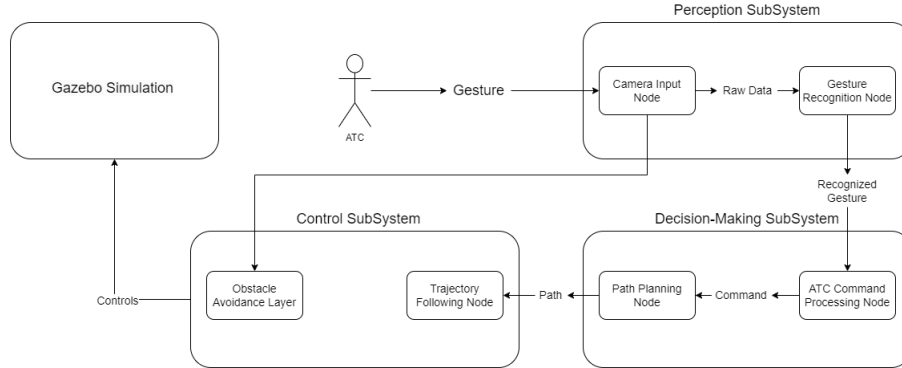 Perception SubSystem
Gazebo Simulation
Gesture
Camera Input
Node
Raw Data
Gesture
Recognition Node
ATC
Recognized
Gesture
Control SubSystem
Decision-Making SubSystem
Controls
Obstacle
Avoidance Layer
Trajectory
Following Node
Path
Path Planning
Node
Command
ATC Command
Processing Node